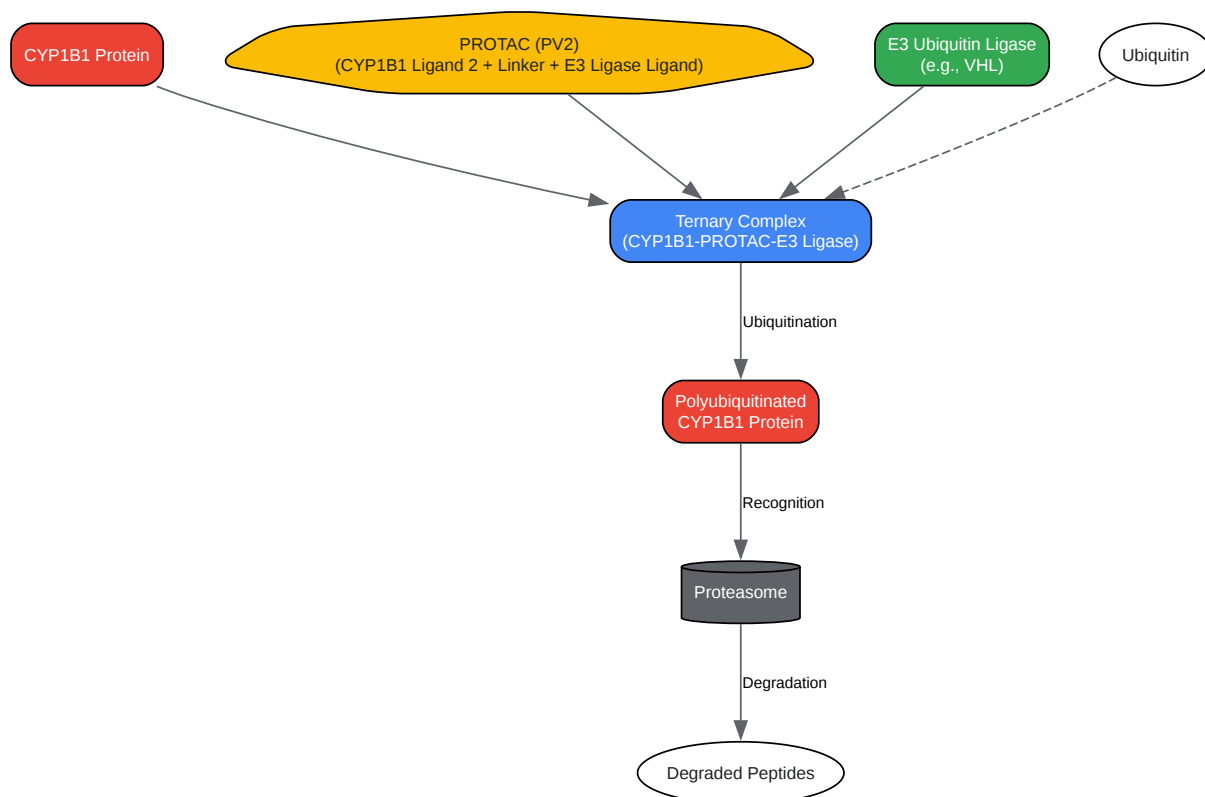 CYP1B1 Protein
PROTAC (PV2)
(CYP1B1 Ligand 2 + Linker + E3 Ligase Ligand)
E3 Ubiquitin Ligase
(e.g., VHL)
Ubiquitin
Ternary Complex
(CYP1B1-PROTAC-E3 Ligase)
Ubiquitination
Polyubiquitinated
CYP1B1 Protein
Recognition
Proteasome
Degradation
Degraded Peptides